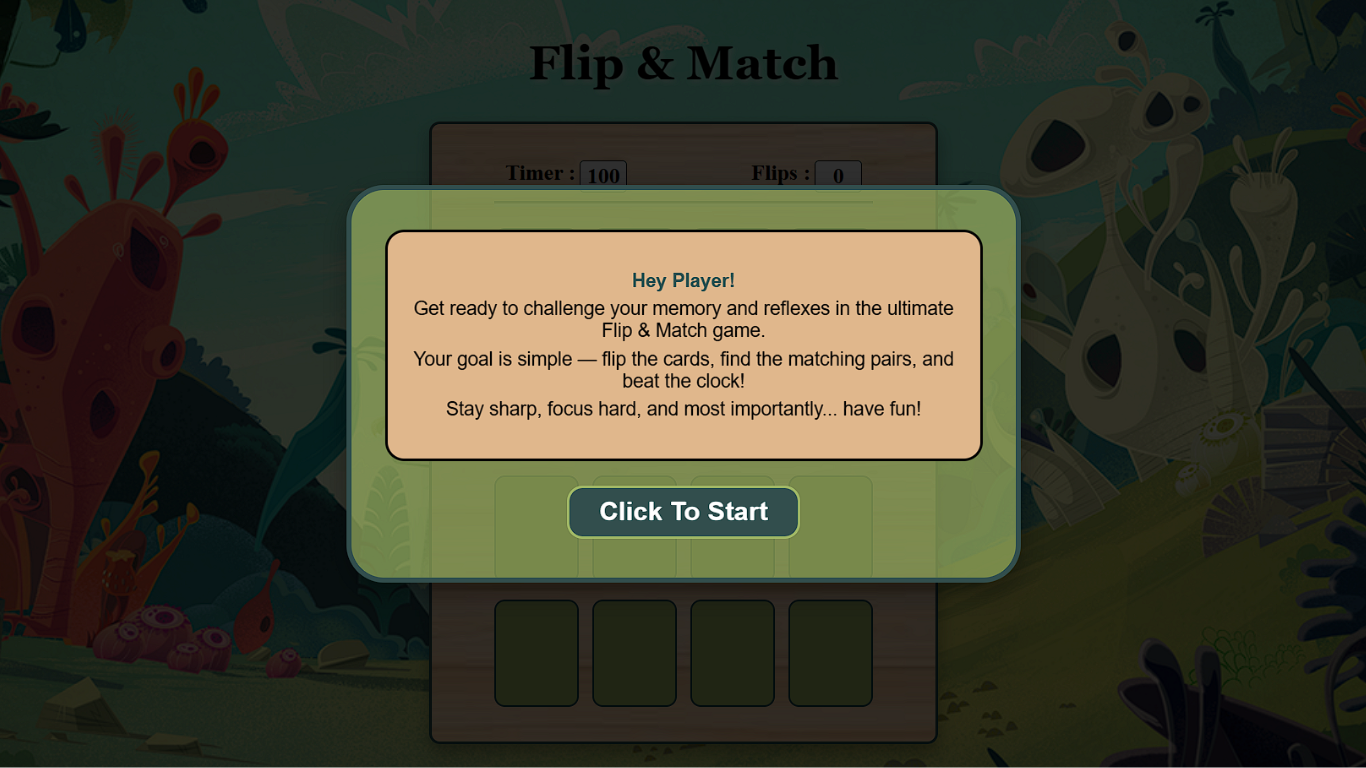 Flip & Match
Timer : 100 Flips : 0
Hey Player!
Get ready to challenge your memory and reflexes in the ultimate
Flip & Match game.
Your goal is simple — flip the cards, find the matching pairs, and
beat the clock!
Stay sharp, focus hard, and most importantly... have fun!
Click To Start